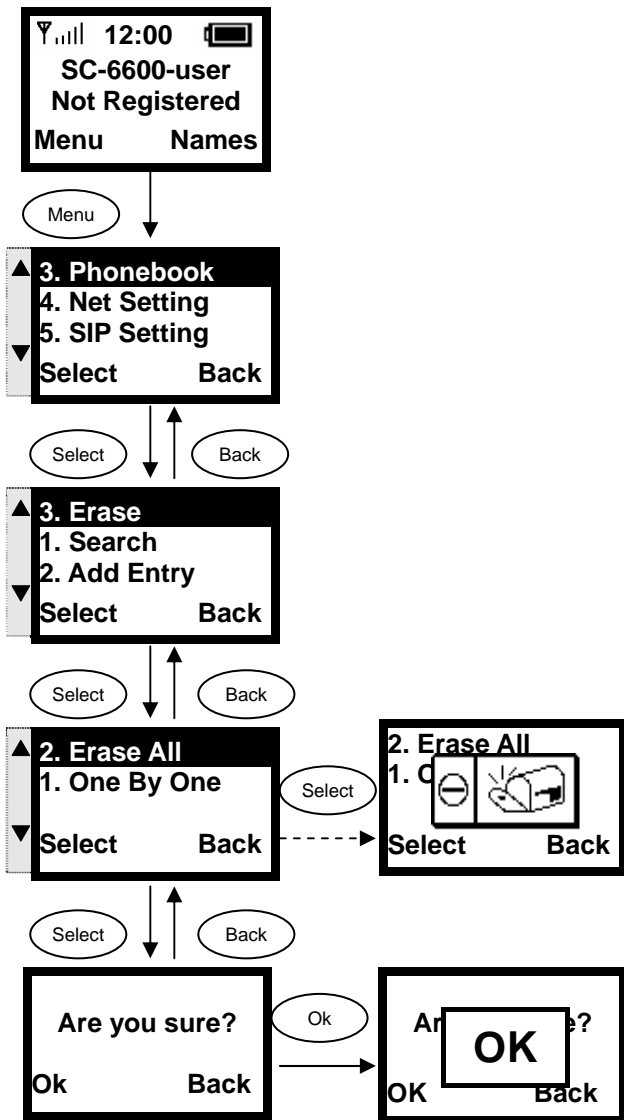 12:00
SC-6600-user
Not Registered
Menu Names
Menu
3. Phonebook
4. Net Setting
5. SIP Setting
Select Back
Select Back
3. Erase
1. Search
2. Add Entry
Select Back
Select Back
2. Erase All
1. One By One
Select Back
Select
2. Erase All
1. O
Select Back
Select Back
Are you sure?
Ok Back
Ok
Ar e?
OK
OK Back